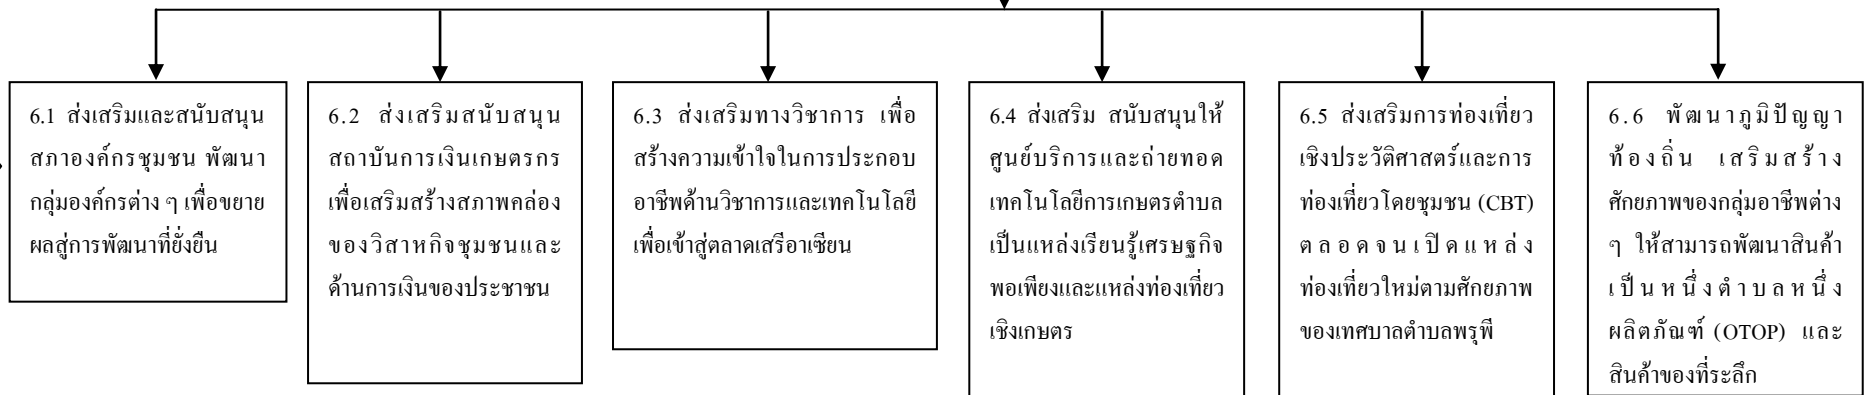 6.1 ส่งเสริมและสนับสนุน
สภาองค์กรชุมชน พัฒนา
กลุ่มองค์กรต่าง ๆ เพื่อขยาย
ผลสู่การพัฒนาที่ยั่งยืน
6.2 ส่งเสริมสนับสนุน
สถาบันการเงินเกษตรกร
เพื่อเสริมสร้างสภาพคล่อง
ของวิสาหกิจชุมชนและ
ด้านการเงินของประชาชน
6.3 ส่งเสริมทางวิชาการ เพื่อ
สร้างความเข้าใจในการประกอบ
อาชีพด้านวิชาการและเทคโนโลยี
เพื่อเข้าสู่ตลาดเสรีอาเซียน
6.4 ส่งเสริม สนับสนุนให้
ศูนย์บริการและถ่ายทอด
เทคโนโลยีการเกษตรตำบล
เป็นแหล่งเรียนรู้เศรษฐกิจ
พอเพียงและแหล่งท่องเที่ยว
เชิงเกษตร
6.5 ส่งเสริมการท่องเที่ยว
เชิงประวัติศาสตร์และการ
ท่องเที่ยวโดยชุมชน (CBT)
ตลอดจนเปิดแหล่ง
ท่องเที่ยวใหม่ตามศักยภาพ
ของเทศบาลตำบลพรุพี
6.6 พัฒนาภูมิปัญญา
ท้องถิ่น เสริมสร้าง
ศักยภาพของกลุ่มอาชีพต่าง
ๆ ให้สามารถพัฒนาสินค้า
เป็นหนึ่งตำบลหนึ่ง
ผลิตภัณฑ์ (OTOP) และ
สินค้าของที่ระลึก